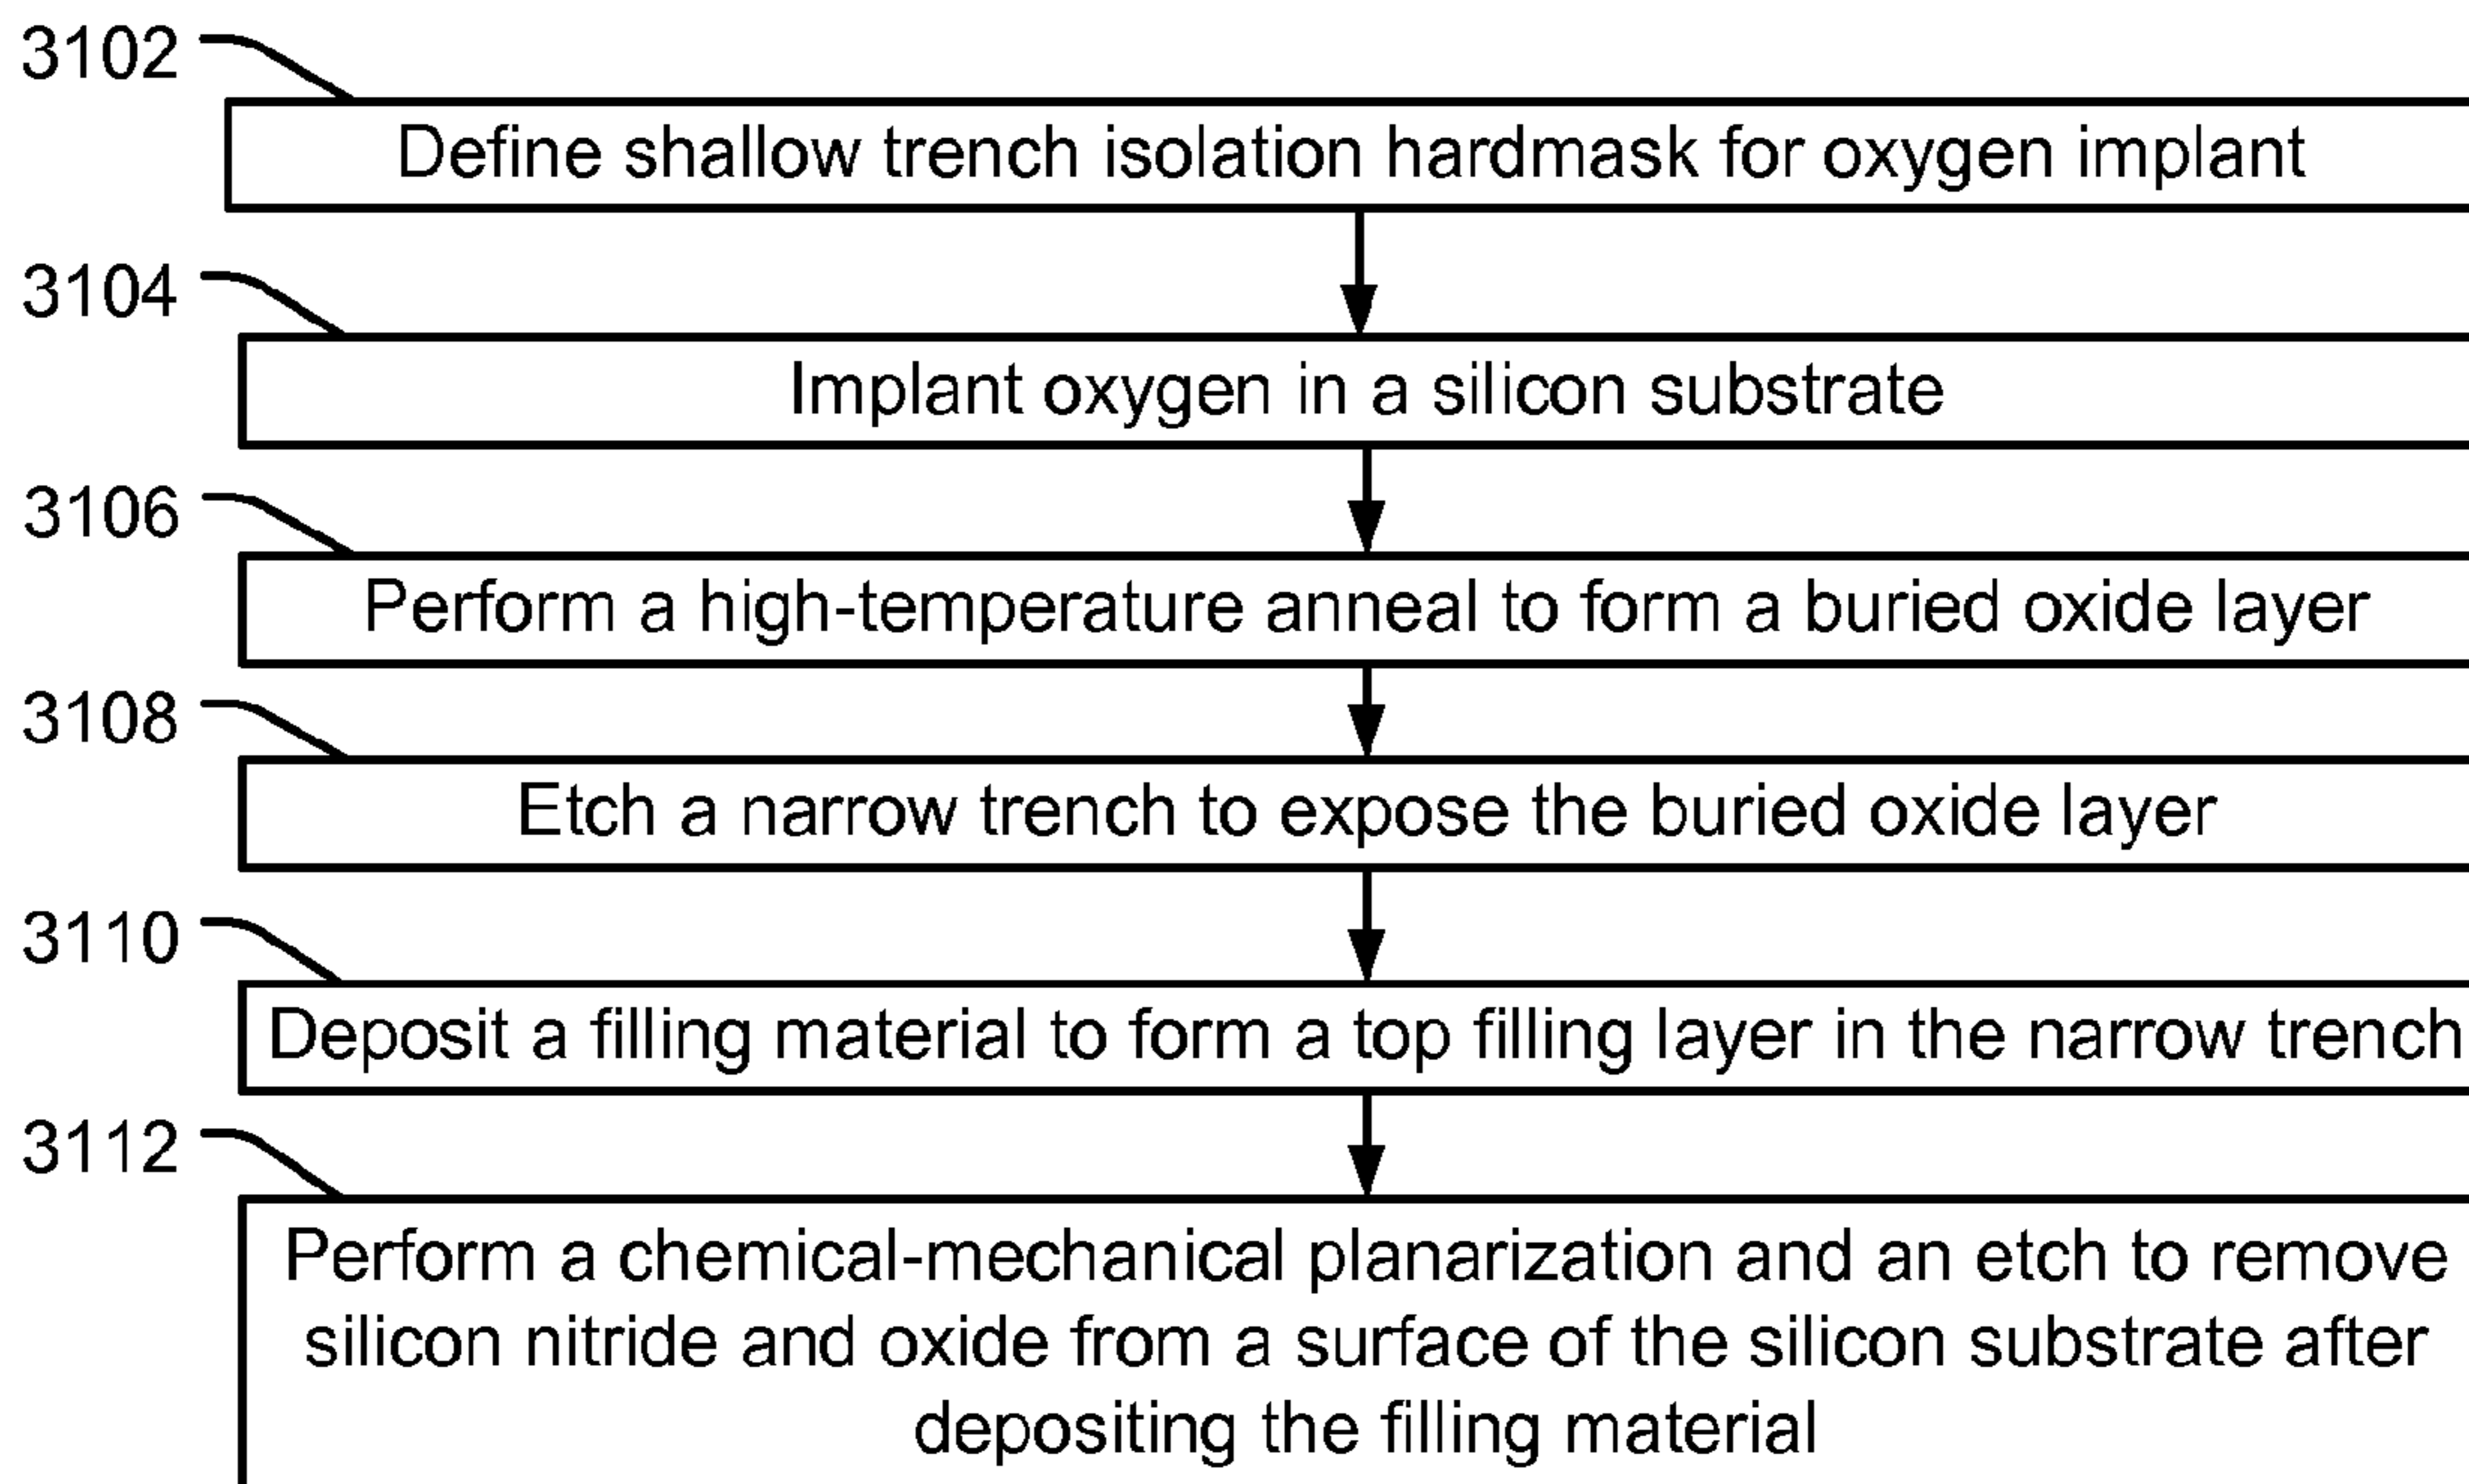 3102
Define shallow trench isolation hardmask for oxygen implant
3104
Implant oxygen in a silicon substrate
3106
Perform a high-temperature anneal to form a buried oxide layer
3108
Etch a narrow trench to expose the buried oxide layer
3110
Deposit a filling material to form a top filling layer in the narrow trench
3112
Perform a chemical-mechanical planarization and an etch to remove
silicon nitride and oxide from a surface of the silicon substrate after
depositing the filling material